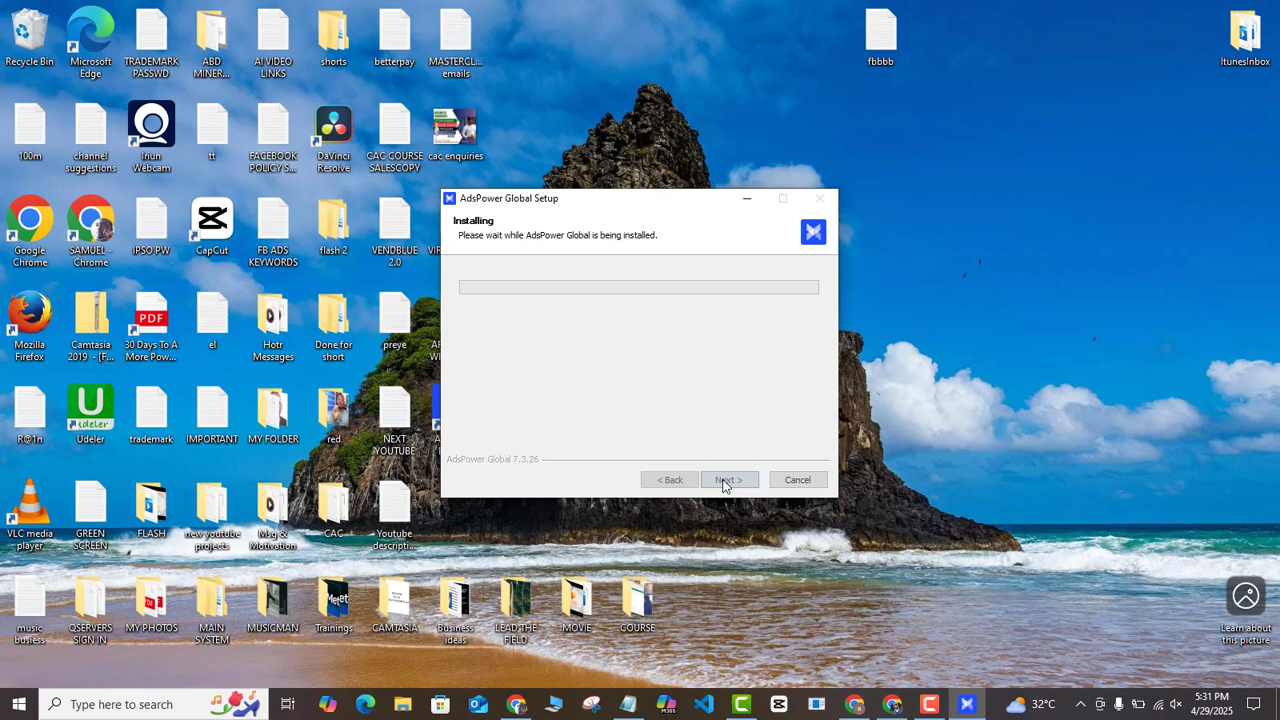 Recycle Bin
Microsoft
Edge
TRADEMARK
PASSWD
ABD
MINER...
A! VIDEO
LINKS
shorts
betterpay
MASTERCL...
emails
fbbbb
ItunesInbox
100m
channel
suggestions
Iriun
Webcam
tt
FACEBOOK
POLICY S...
DaVinci
Resolve
CAC COURSE
SALESCOPY
cac enquiries
Google
Chrome
SAMUEL -
Chrome
IPSO PW
CapCut
FB ADS
KEYWORDS
flash 2
VENDBLUE
2.0
Mozilla
Firefox
Camtasia
2019 - [F...
PDF
30 Days To A
More Pow...
el
Hotr
Messages
Done for
short
preye
R@1n
Udeler
trademark
IMPORTANT
MY FOLDER
red
NEXT
YOUTUBE
VLC media
player
GREEN
SCREEN
FLASH
new youtube
projects
Msg &
Motivation
CAC
Youtube
descripti...
music
busiess
QSERVERS
SIGN IN
MY PHOTOS
MAIN
SYSTEM
MUSICMAN
Trainings
CAMTASIA
Business
ideas
LEAD THE
FIELD
MOVIE
COURSE
Learn about
this picture
AdsPower Global Setup
Installing
Please wait while AdsPower Global is being installed.
AdsPower Global 7.3.26
< Back
Next >
Cancel
Type here to search
32°C
5:31 PM
4/29/2025